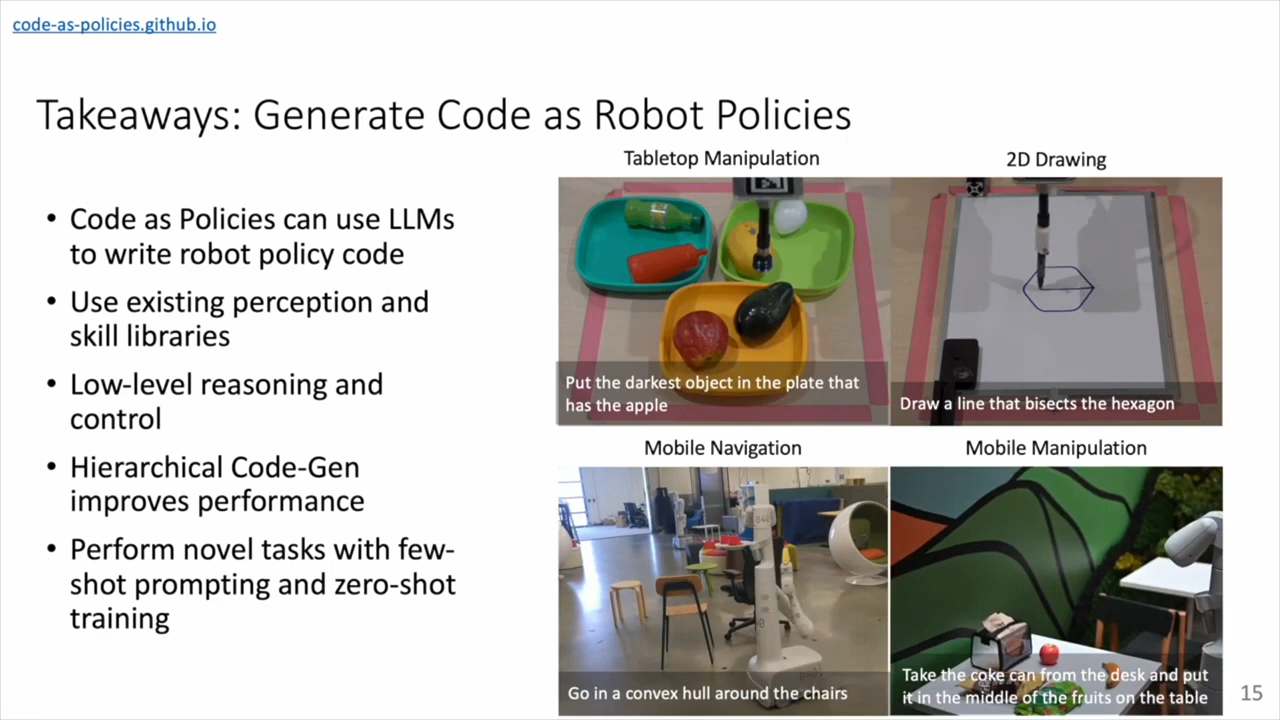 code-as-policies.github.io
Takeaways: Generate Code as Robot Policies
• Code as Policies can use LLMs
to write robot policy code
• Use existing perception and
skill libraries
• Low-level reasoning and
control
• Hierarchical Code-Gen
improves performance
• Perform novel tasks with few-
shot prompting and zero-shot
training
Tabletop Manipulation
Put the darkest object in the plate that
has the apple
2D Drawing
Draw a line that bisects the hexagon
Mobile Navigation
Go in a convex hull around the chairs
Mobile Manipulation
Take the coke can from the desk and put
it in the middle of the fruits on the table
15